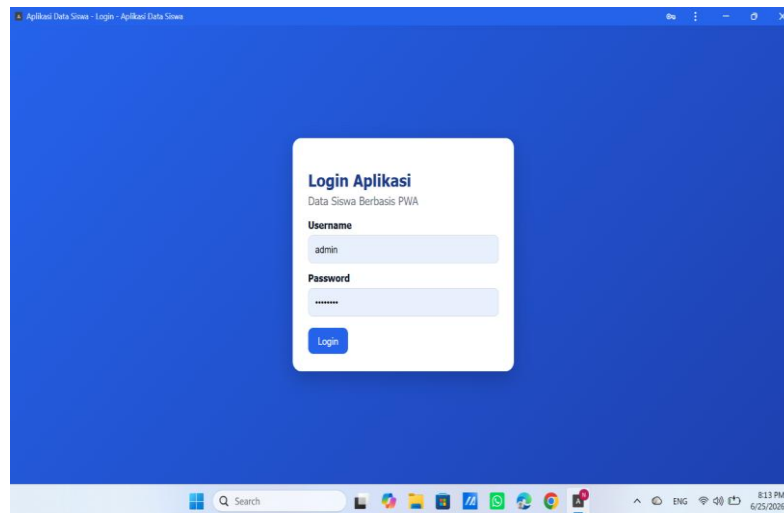 Aplikasi Data Siswa - Login - Aplikasi Data Siswa
Login Aplikasi
Data Siswa Berbasis PWA
Username
admin
Password
••••••••
Login
Search
ENG
8:13 PM
6/25/2026